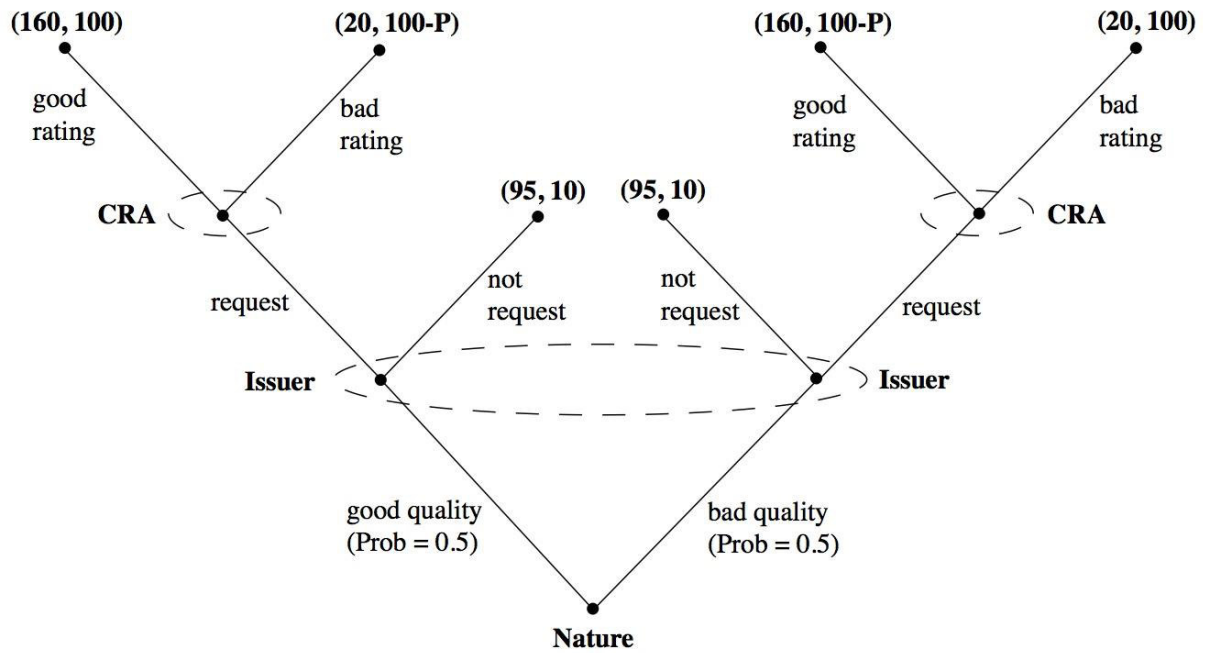 (160, 100)
(20, 100-P)
(160, 100-P)
(20, 100)
good
rating
bad
rating
good
rating
bad
rating
(95, 10)
(95, 10)
CRA
CRA
request
not
request
not
request
request
Issuer
Issuer
good quality
(Prob = 0.5)
bad quality
(Prob = 0.5)
Nature